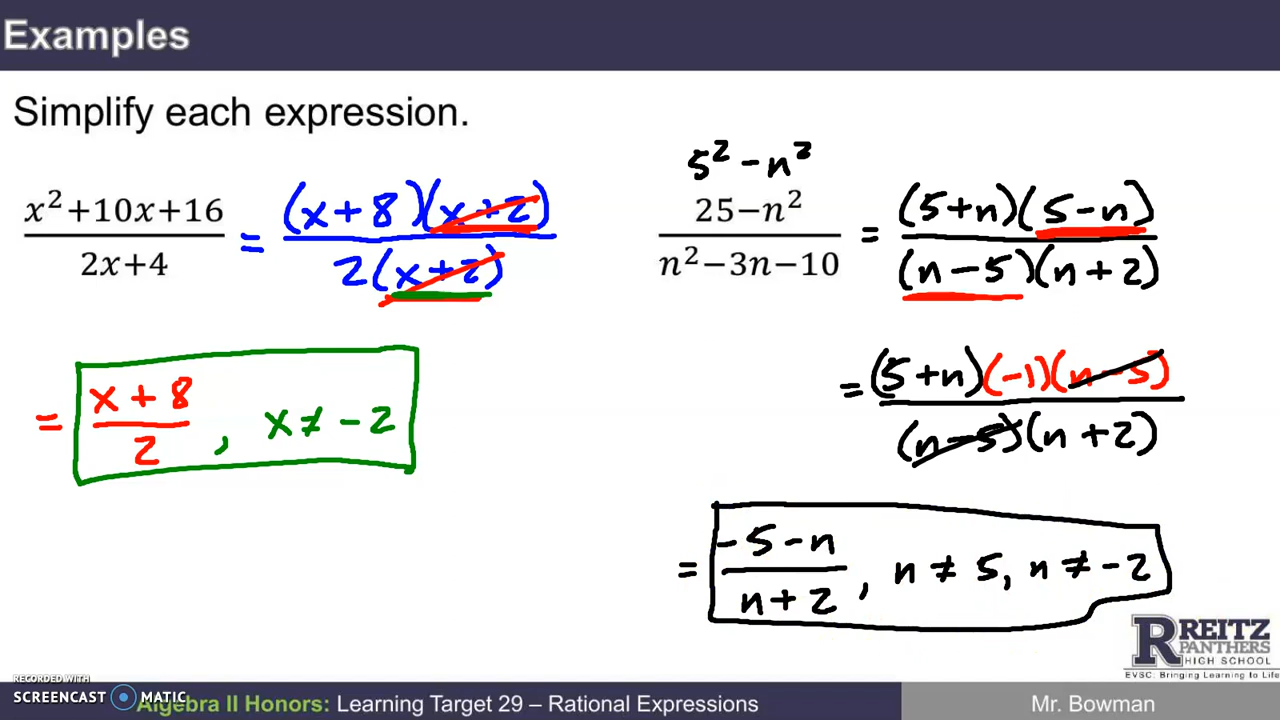 Examples
Simplify each expression.
x²+10x+16 / 2x+4 = (x+8)(x+2) / 2(x+2)
= x+8 / 2 , x ≠ -2
5² - n²
25-n² / n²-3n-10 = (5+n)(5-n) / (n-5)(n+2)
= (5+n)(-1)(n-5) / (n-5)(n+2)
= -5-n / n+2 , n ≠ 5, n ≠ -2
REITZ
PANTHERS
HIGH SCHOOL
EVSC. Bringing Learning to Life
RECORDED WITH
SCREENCAST MATIC
Algebra II Honors: Learning Target 29 – Rational Expressions
Mr. Bowman